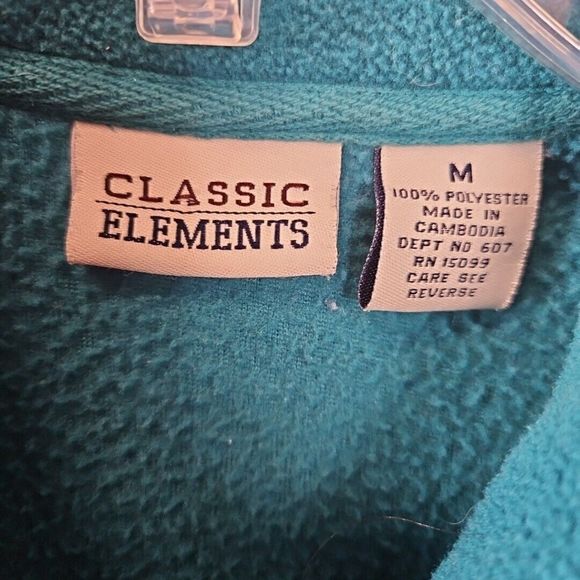 CLASSIC
ELEMENTS
M
100% POLYESTER
MADE IN
CAMBODIA
DEPT NO 607
RN 15099
CARE SEE
REVERSE